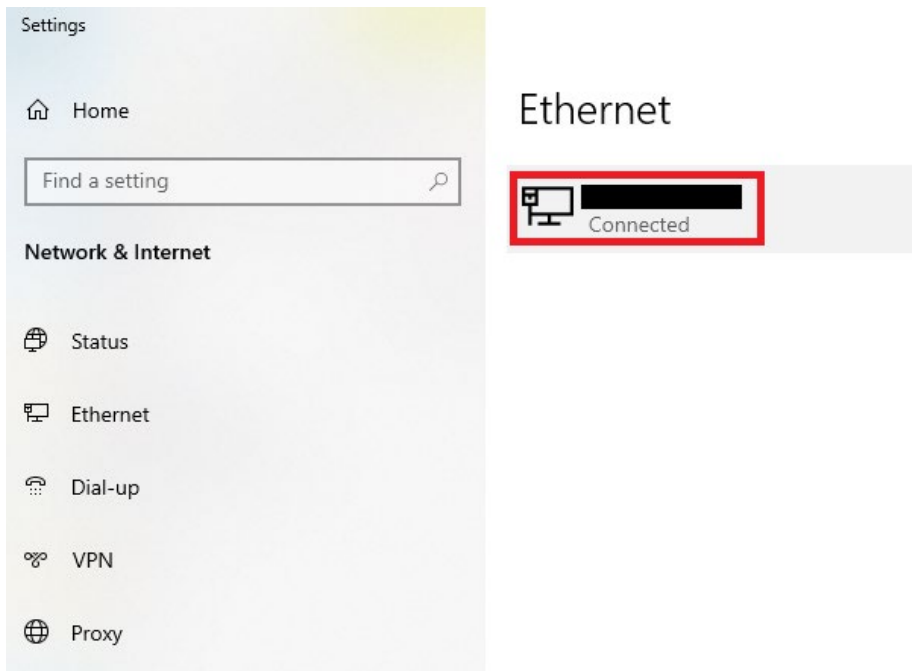 Settings
Home
Find a setting
Network & Internet
Status
Ethernet
Dial-up
VPN
Proxy
Ethernet
Connected